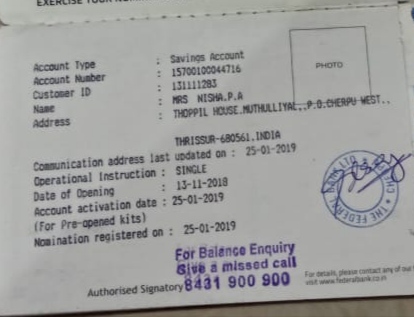 EXERCISE YOUR
Account Type : Savings Account
Account Number : 15700100044716
Customer ID : 131111283
Name : MRS NISHA.P.A
Address : THOPPIL HOUSE,MUTHULLIYAL,,P.O.CHERPU WEST,,
THRISSUR-680561,INDIA
PHOTO
Communication address last updated on : 25-01-2019
Operational Instruction : SINGLE
Date of Opening : 13-11-2018
Account activation date : 25-01-2019
(For Pre-opened kits)
Nomination registered on : 25-01-2019
THE FEDERAL BANK LTD
For Balance Enquiry
Give a missed call
8431 900 900
Authorised Signatory
For details, please contact any of our
visit www.federalbank.co.in